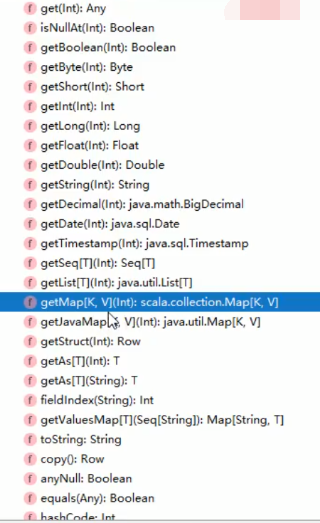 f get(Int): Any
f isNullAt(Int): Boolean
f getBoolean(Int): Boolean
f getByte(Int): Byte
f getShort(Int): Short
f getInt(Int): Int
f getLong(Int): Long
f getFloat(Int): Float
f getDouble(Int): Double
f getString(Int): String
f getDecimal(Int): java.math.BigDecimal
f getDate(Int): java.sql.Date
f getTimestamp(Int): java.sql.Timestamp
f getSeq[T](Int): Seq[T]
f getList[T](Int): java.util.List[T]
f getMap[K, V](Int): scala.collection.Map[K, V]
f getJavaMap[K, V](Int): java.util.Map[K, V]
f getStruct(Int): Row
f getAs[T](Int): T
f getAs[T](String): T
f fieldIndex(String): Int
f getValuesMap[T](Seq[String]): Map[String, T]
f toString: String
f copy(): Row
f anyNull: Boolean
f equals(Any): Boolean
f hashCode: Int